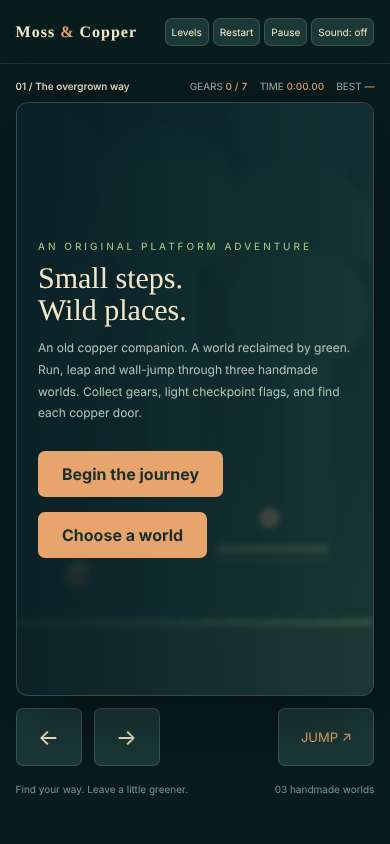 Moss & Copper
Levels
Restart
Pause
Sound: off
01 / The overgrown way
GEARS 0 / 7
TIME 0:00.00
BEST —
AN ORIGINAL PLATFORM ADVENTURE
Small steps.
Wild places.
An old copper companion. A world reclaimed by green.
Run, leap and wall-jump through three handmade
worlds. Collect gears, light checkpoint flags, and find
each copper door.
Begin the journey
Choose a world
← →
JUMP ↗
Find your way. Leave a little greener.
03 handmade worlds